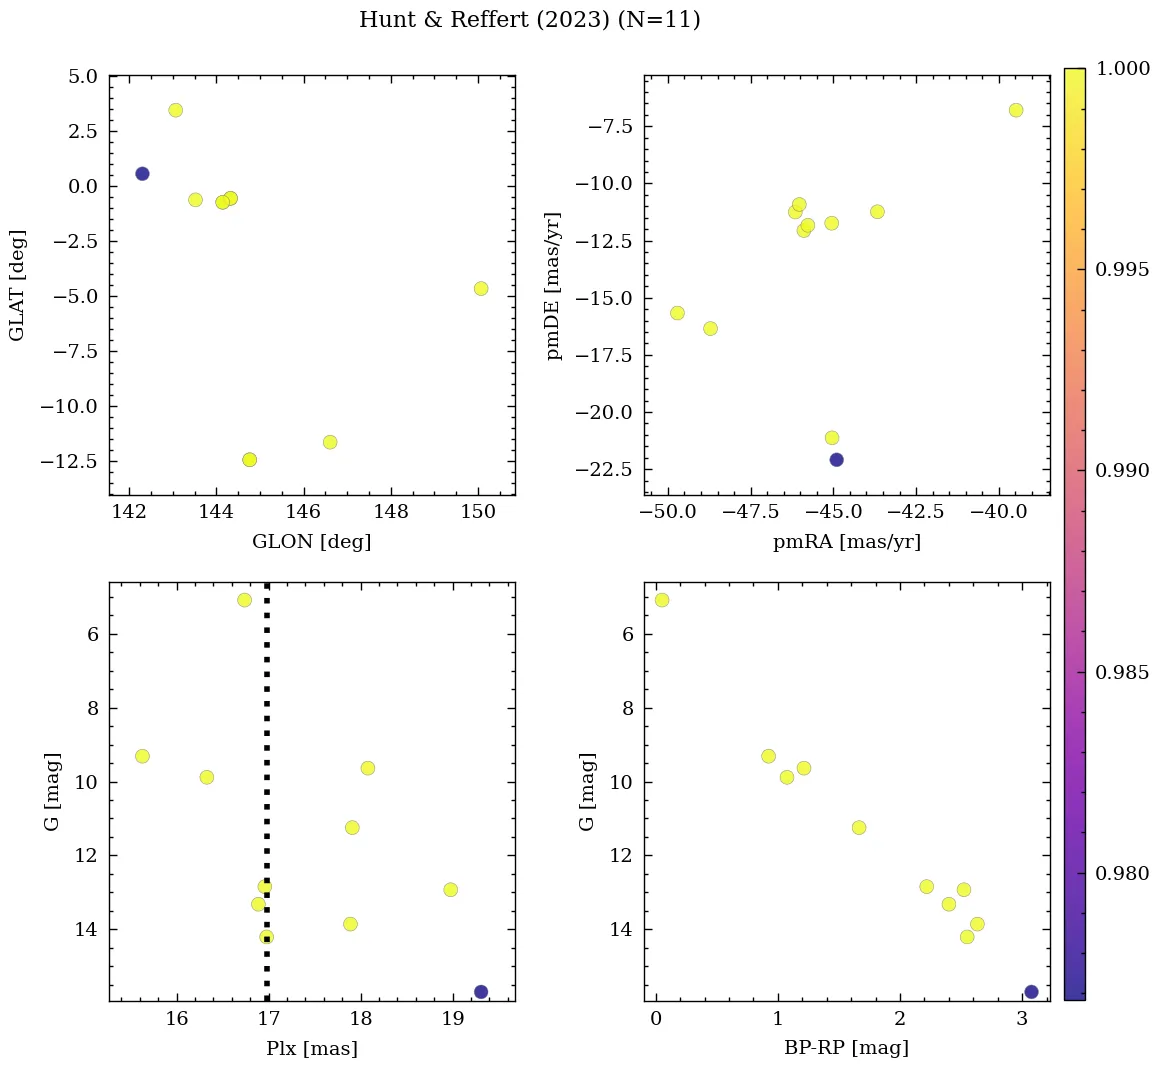 Hunt & Reffert (2023) (N=11)
5.0
2.5
0.0
−2.5
−5.0
−7.5
−10.0
−12.5
GLAT [deg]
142 144 146 148 150
GLON [deg]
−7.5
−10.0
−12.5
−15.0
−17.5
−20.0
−22.5
pmDE [mas/yr]
−50.0 −47.5 −45.0 −42.5 −40.0
pmRA [mas/yr]
6
8
10
12
14
G [mag]
16 17 18 19
Plx [mas]
6
8
10
12
14
G [mag]
0 1 2 3
BP-RP [mag]
1.000
0.995
0.990
0.985
0.980